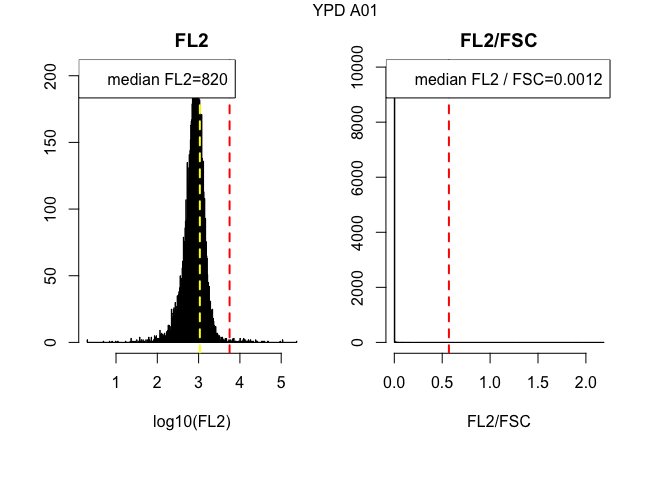 YPD A01
FL2
median FL2=820
0 50 100 150 200
1 2 3 4 5
log10(FL2)
FL2/FSC
median FL2 / FSC=0.0012
0 2000 4000 6000 8000 10000
0.0 0.5 1.0 1.5 2.0
FL2/FSC